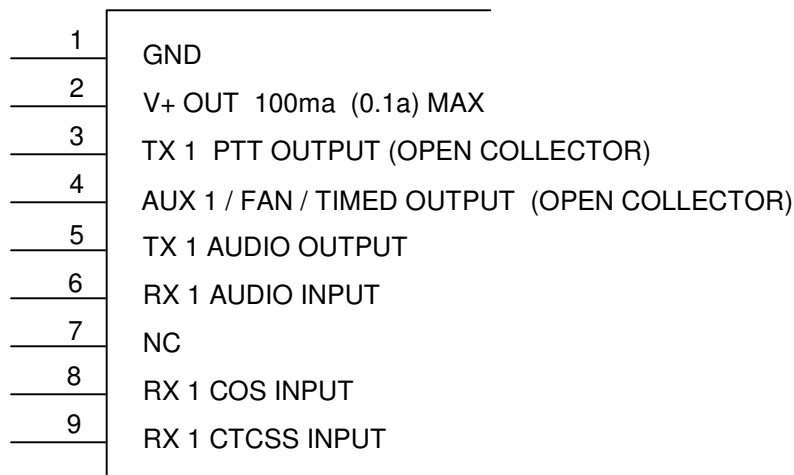 1 GND
2 V+ OUT 100ma (0.1a) MAX
3 TX 1 PTT OUTPUT (OPEN COLLECTOR)
4 AUX 1 / FAN / TIMED OUTPUT (OPEN COLLECTOR)
5 TX 1 AUDIO OUTPUT
6 RX 1 AUDIO INPUT
7 NC
8 RX 1 COS INPUT
9 RX 1 CTCSS INPUT